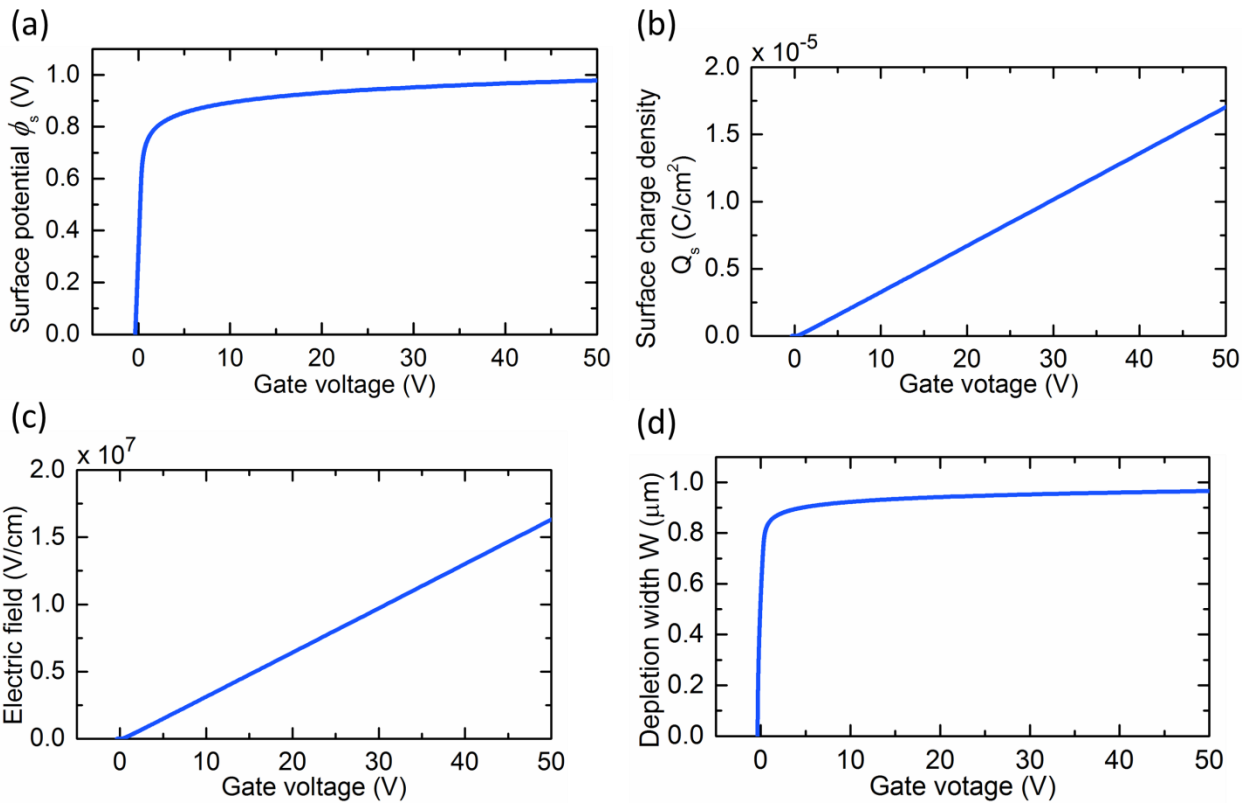 (a)
Surface potential ϕs (V)
1.0
0.8
0.6
0.4
0.2
0.0
0 10 20 30 40 50
Gate voltage (V)
(b)
x 10-5
Surface charge density
Qs (C/cm2)
2.0
1.5
1.0
0.5
0.0
0 10 20 30 40 50
Gate votage (V)
(c)
x 107
Electric field (V/cm)
2.0
1.5
1.0
0.5
0.0
0 10 20 30 40 50
Gate voltage (V)
(d)
Depletion width W (μm)
1.0
0.8
0.6
0.4
0.2
0.0
0 10 20 30 40 50
Gate votage (V)